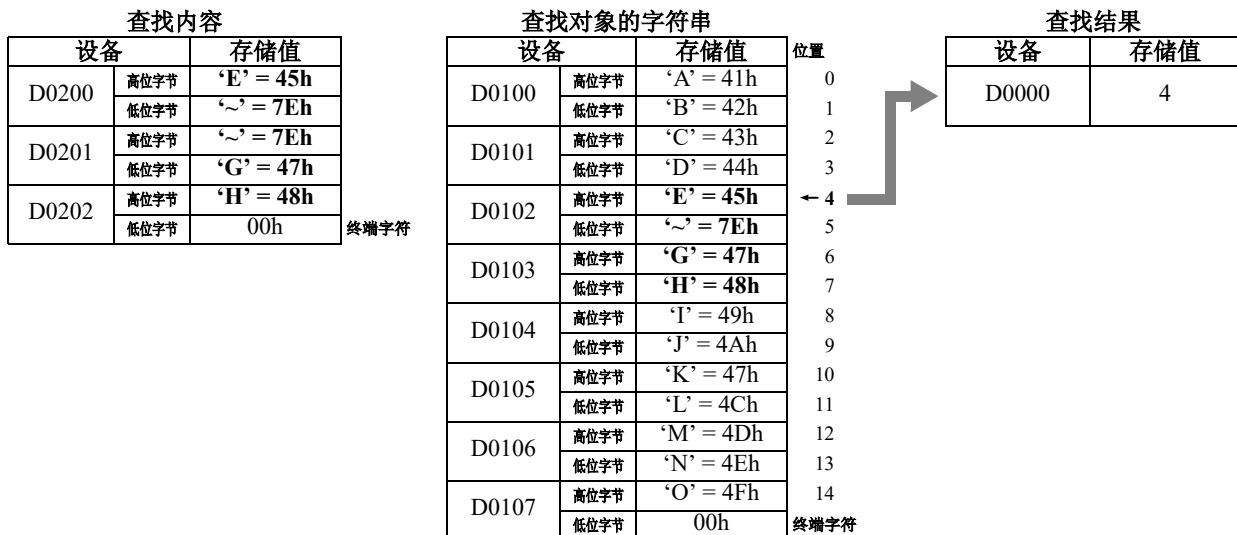 查找内容
设备 存储值
D0200 高位字节 ‘E’ = 45h
低位字节 ‘~’ = 7Eh
D0201 高位字节 ‘~’ = 7Eh
低位字节 ‘G’ = 47h
D0202 高位字节 ‘H’ = 48h
低位字节 00h 终端字符
查找对象的字符串
设备 存储值 位置
D0100 高位字节 ‘A’ = 41h 0
低位字节 ‘B’ = 42h 1
D0101 高位字节 ‘C’ = 43h 2
低位字节 ‘D’ = 44h 3
D0102 高位字节 ‘E’ = 45h ← 4
低位字节 ‘~’ = 7Eh 5
D0103 高位字节 ‘G’ = 47h 6
低位字节 ‘H’ = 48h 7
D0104 高位字节 ‘I’ = 49h 8
低位字节 ‘J’ = 4Ah 9
D0105 高位字节 ‘K’ = 47h 10
低位字节 ‘L’ = 4Ch 11
D0106 高位字节 ‘M’ = 4Dh 12
低位字节 ‘N’ = 4Eh 13
D0107 高位字节 ‘O’ = 4Fh 14
低位字节 00h 终端字符
查找结果
设备 存储值
D0000 4